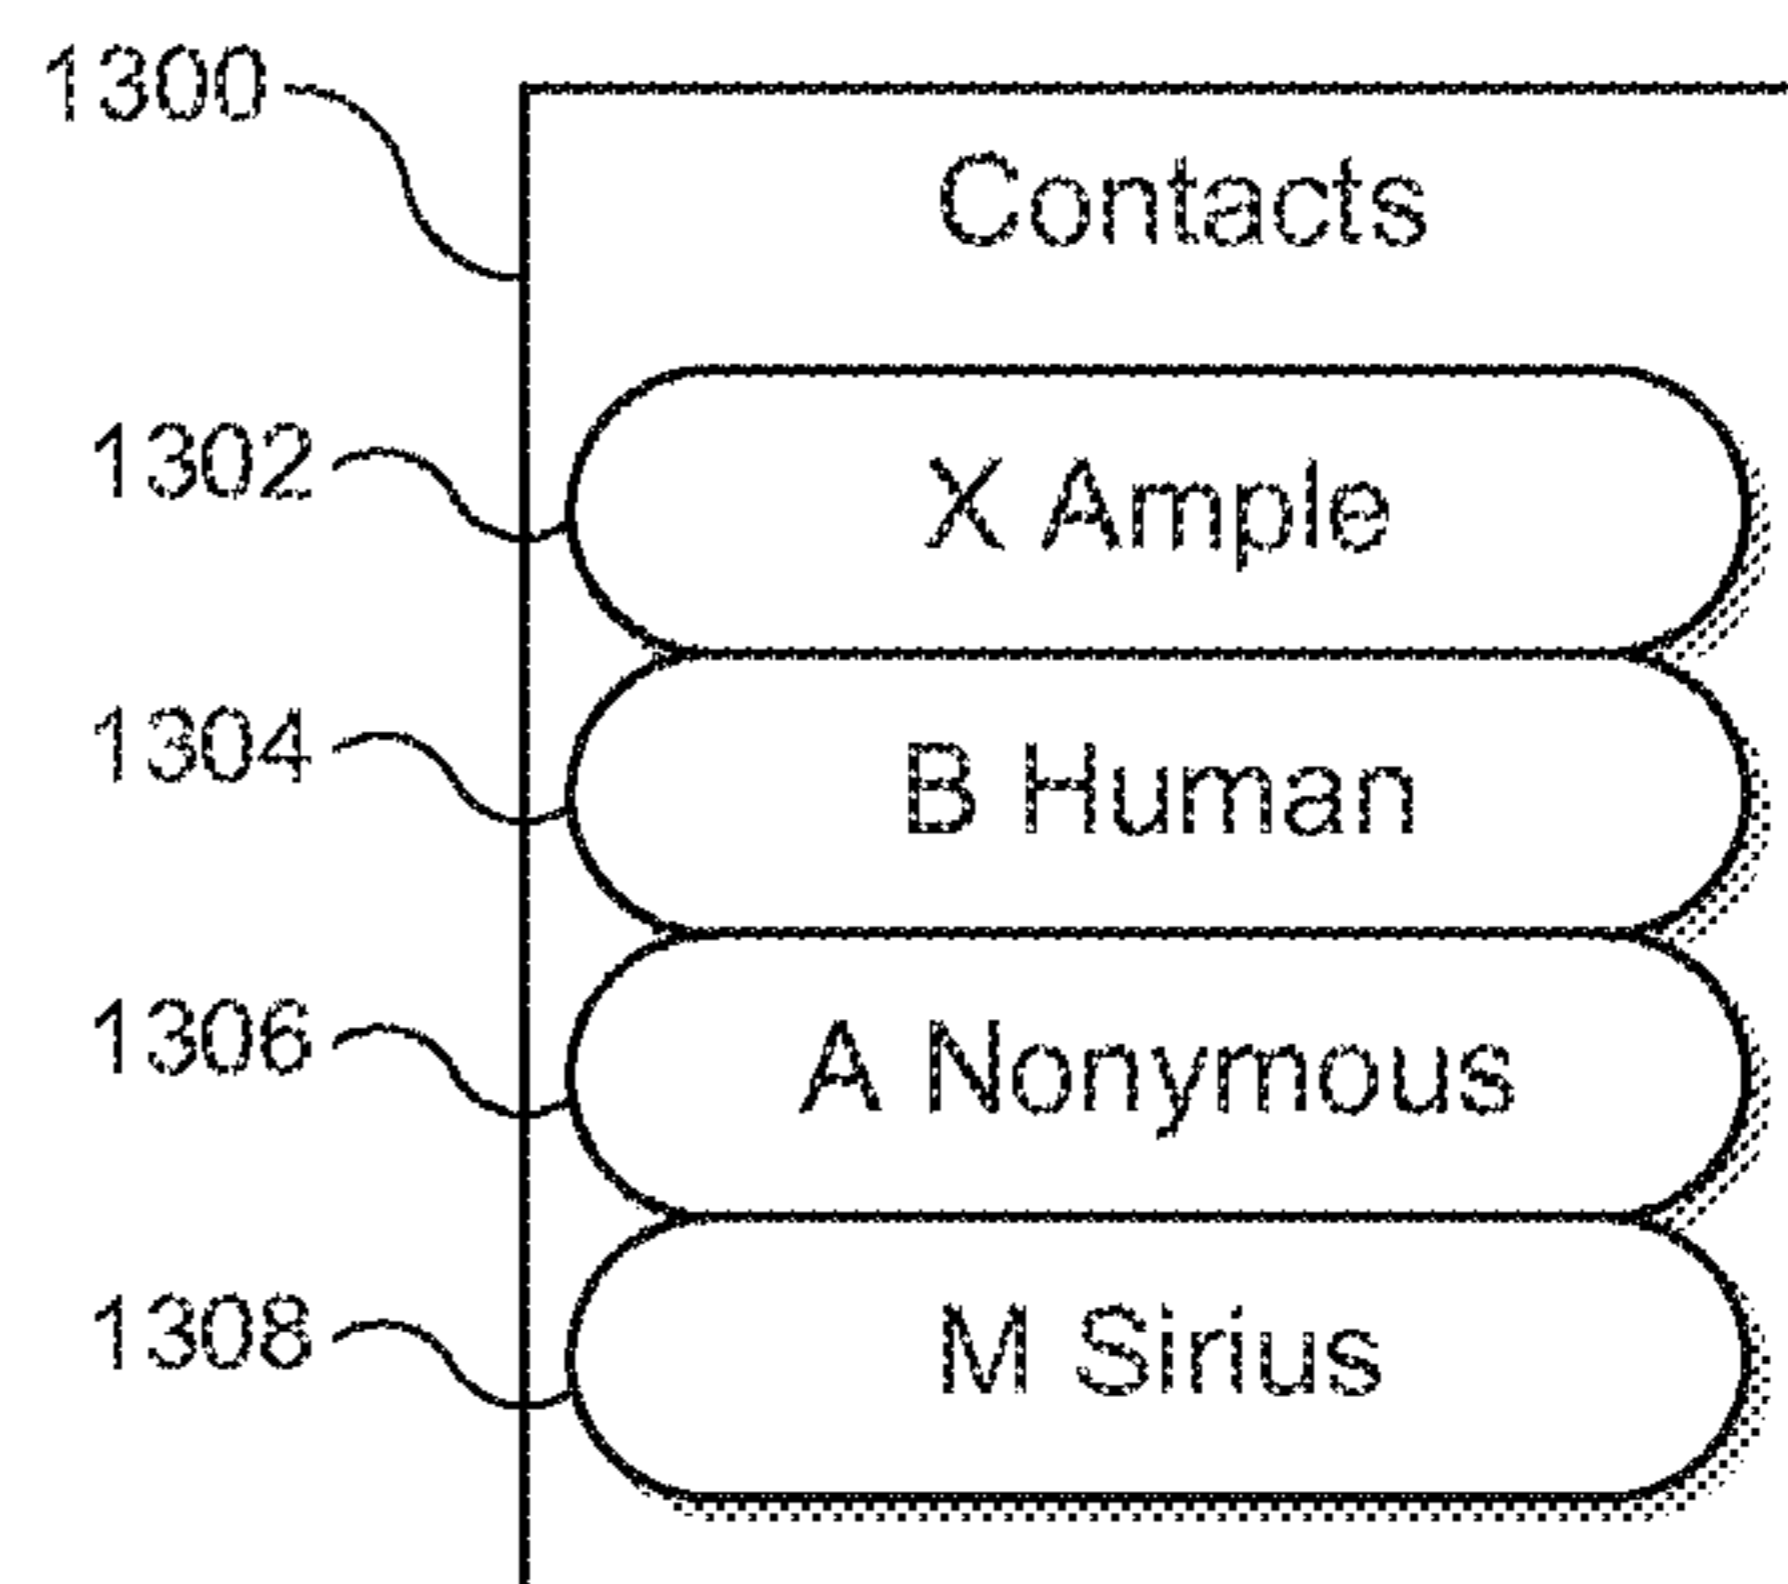 1300
Contacts
1302
X Ample
1304
B Human
1306
A Nonymous
1308
M Sirius